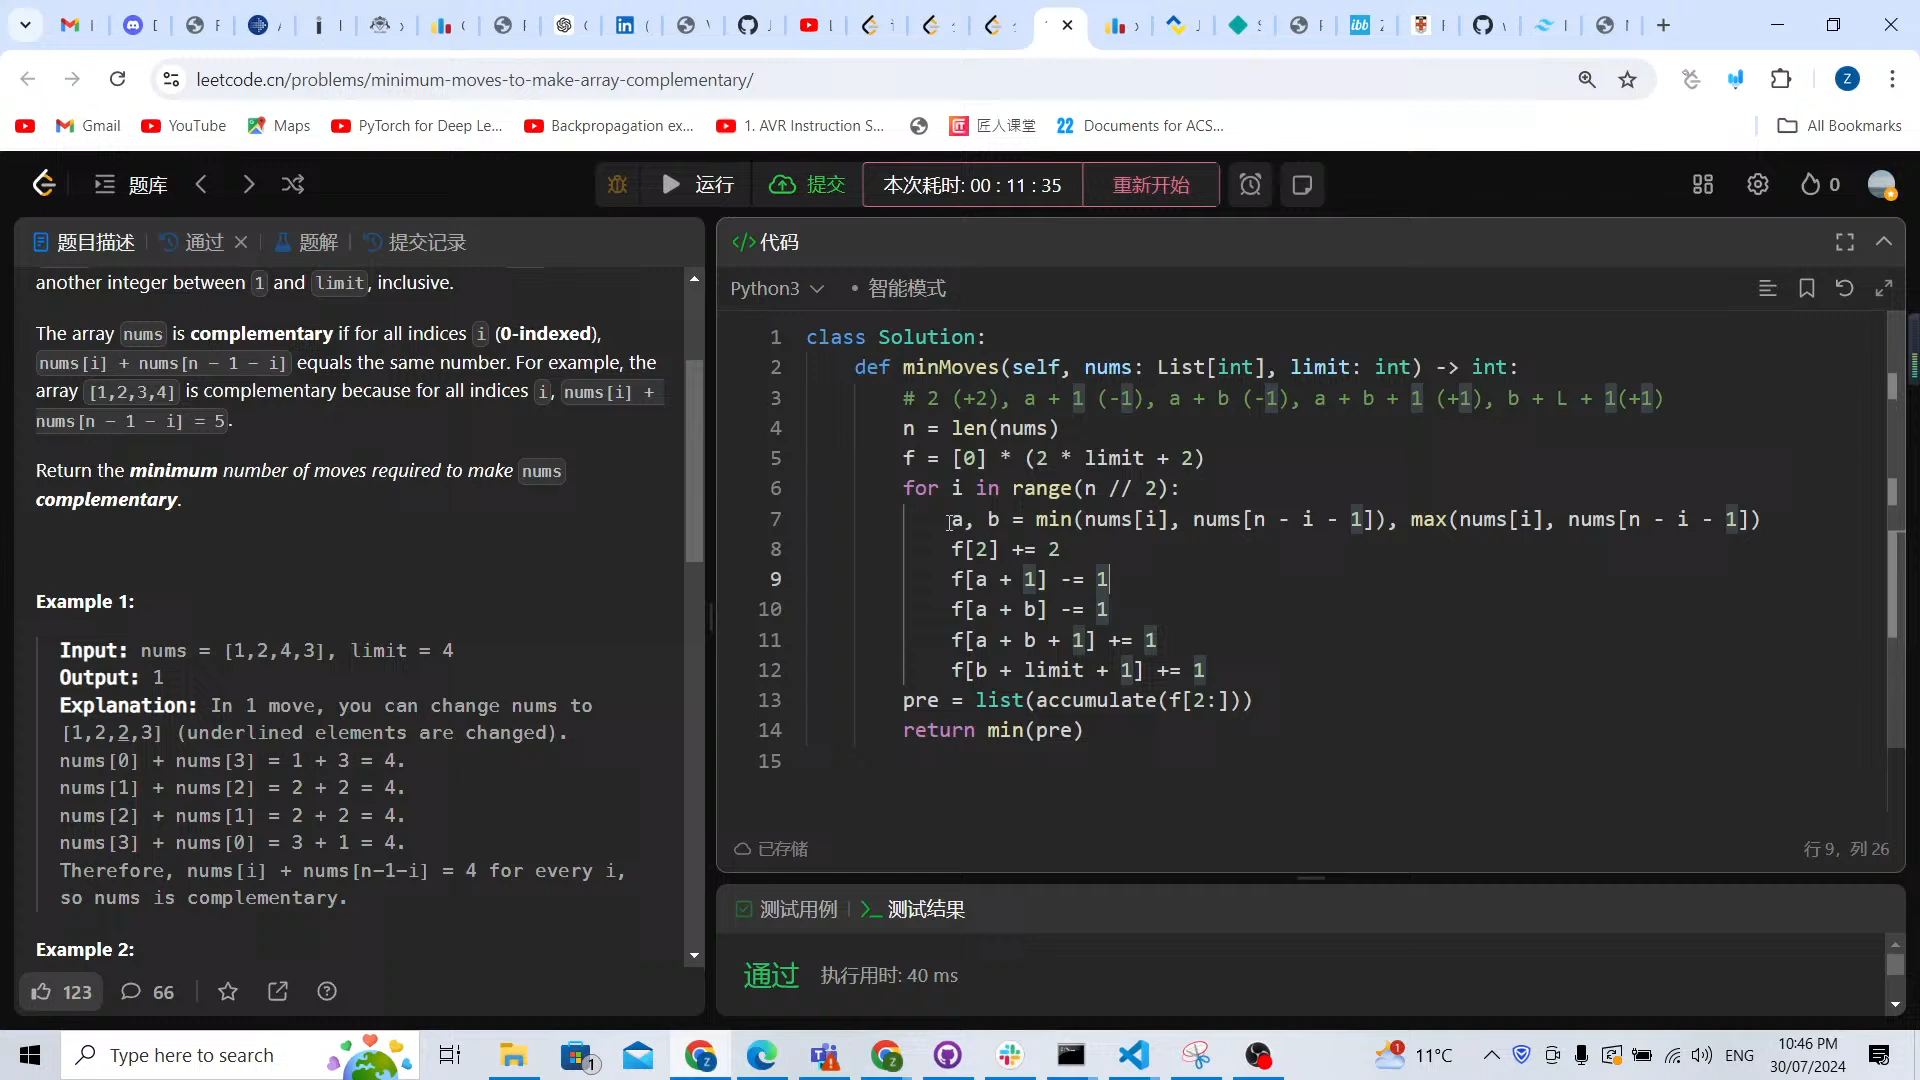 leetcode.cn/problems/minimum-moves-to-make-array-complementary/
Z
Gmail
YouTube
Maps
PyTorch for Deep Le...
Backpropagation ex...
1. AVR Instruction S...
匠人课堂
22 Documents for ACS...
All Bookmarks
题库
运行
提交
本次耗时: 00 : 11 : 35
重新开始
0
题目描述
通过
题解
提交记录
another integer between 1 and limit, inclusive.
The array nums is complementary if for all indices i (0-indexed),
nums[i] + nums[n - 1 - i] equals the same number. For example, the
array [1,2,3,4] is complementary because for all indices i, nums[i] +
nums[n - 1 - i] = 5.
Return the minimum number of moves required to make nums
complementary.
Example 1:
Input: nums = [1,2,4,3], limit = 4
Output: 1
Explanation: In 1 move, you can change nums to
[1,2,2,3] (underlined elements are changed).
nums[0] + nums[3] = 1 + 3 = 4.
nums[1] + nums[2] = 2 + 2 = 4.
nums[2] + nums[1] = 2 + 2 = 4.
nums[3] + nums[0] = 3 + 1 = 4.
Therefore, nums[i] + nums[n-1-i] = 4 for every i,
so nums is complementary.
Example 2:
123
66
</> 代码
Python3
• 智能模式
1 class Solution:
2 def minMoves(self, nums: List[int], limit: int) -> int:
3 # 2 (+2), a + 1 (-1), a + b (-1), a + b + 1 (+1), b + L + 1(+1)
4 n = len(nums)
5 f = [0] * (2 * limit + 2)
6 for i in range(n // 2):
7 a, b = min(nums[i], nums[n - i - 1]), max(nums[i], nums[n - i - 1])
8 f[2] += 2
9 f[a + 1] -= 1
10 f[a + b] -= 1
11 f[a + b + 1] += 1
12 f[b + limit + 1] += 1
13 pre = list(accumulate(f[2:]))
14 return min(pre)
15
已存储
行 9, 列 26
测试用例
>_ 测试结果
通过
执行用时: 40 ms
Type here to search
1
11°C
ENG
10:46 PM
30/07/2024